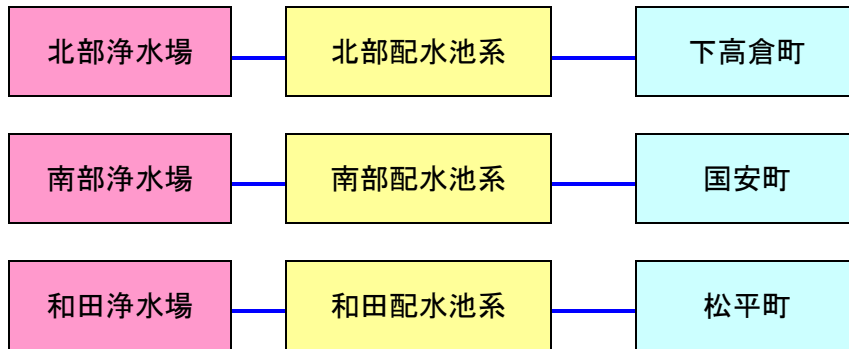 北部浄水場 北部配水池系 下高倉町
南部浄水場 南部配水池系 国安町
和田浄水場 和田配水池系 松平町